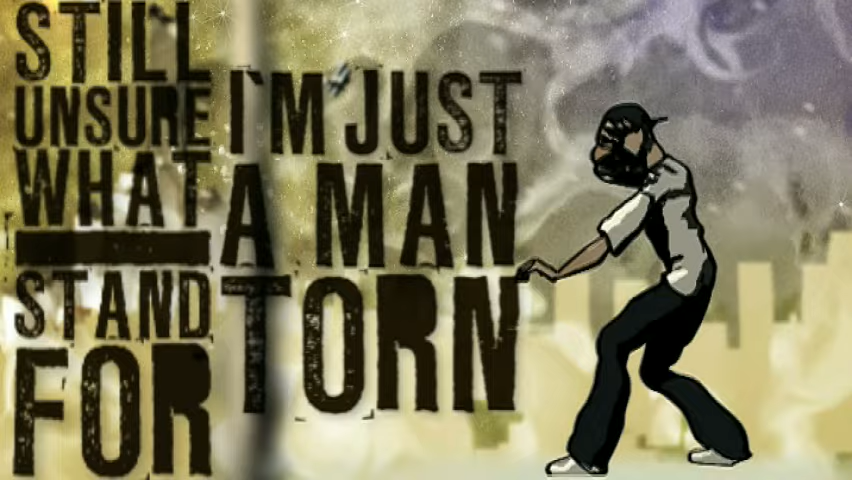 STILL
UNSURE
WHAT
STAND
FOR
I`M JUST
A MAN
TORN